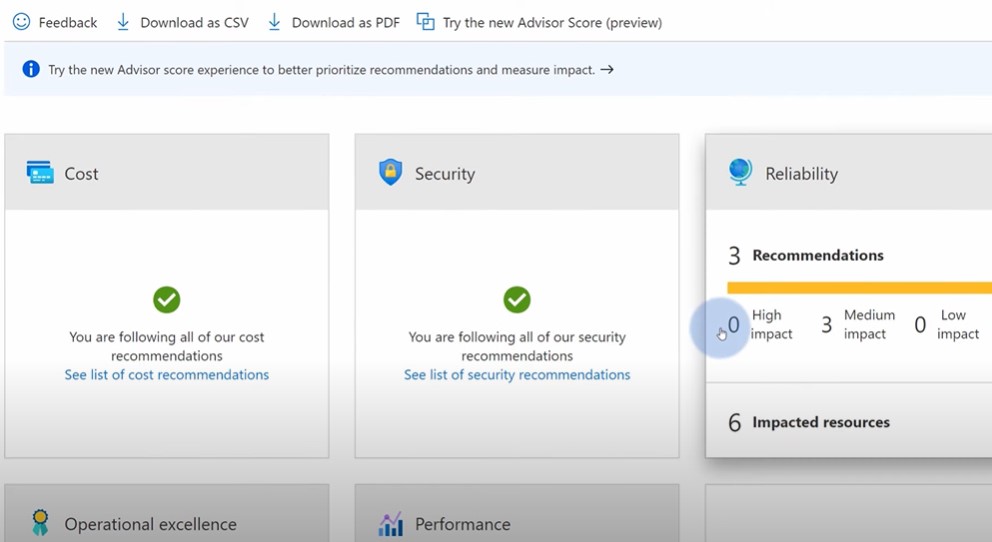 Feedback
Download as CSV
Download as PDF
Try the new Advisor Score (preview)
Try the new Advisor score experience to better prioritize recommendations and measure impact. →
Cost
You are following all of our cost
recommendations
See list of cost recommendations
Security
You are following all of our security
recommendations
See list of security recommendations
Reliability
3 Recommendations
0 High
impact
3 Medium
impact
0 Low
impact
6 Impacted resources
Operational excellence
Performance